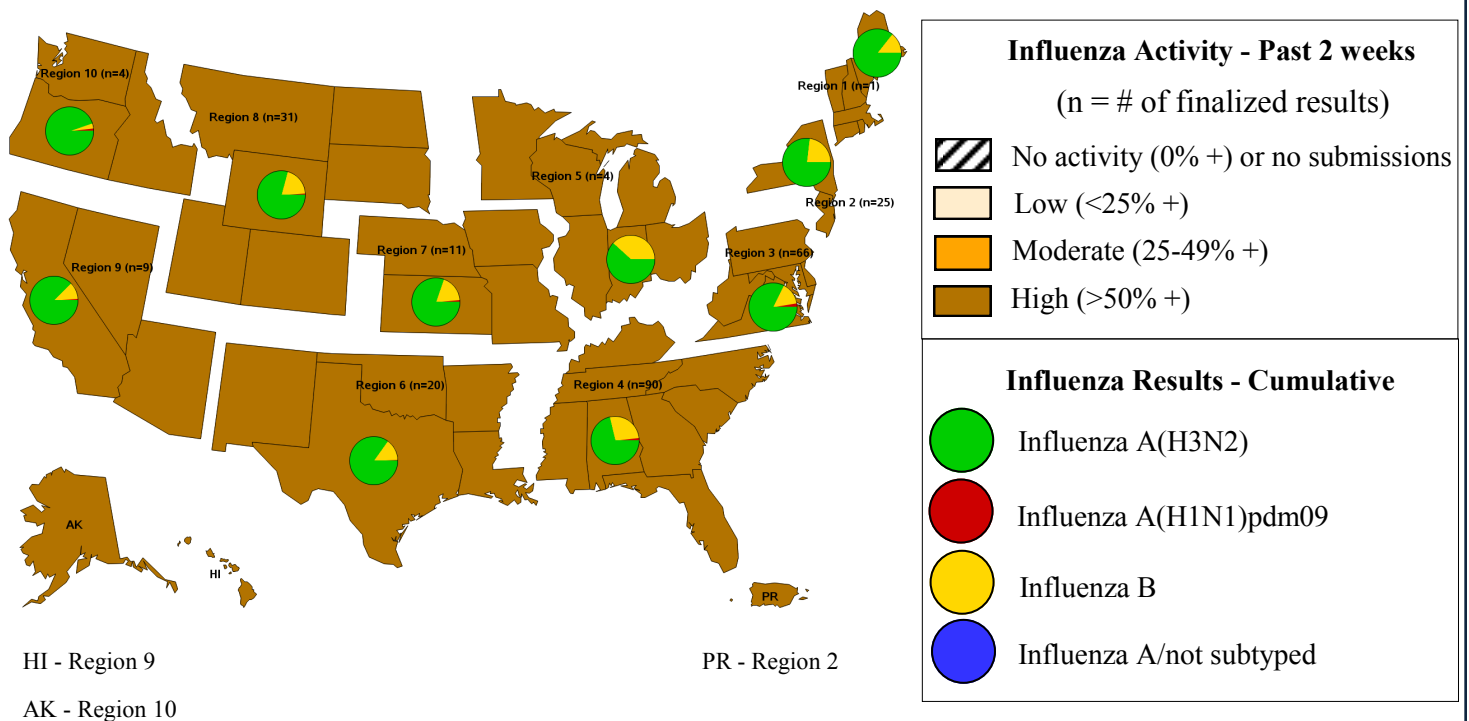 Region 10 (n=4)
Region 8 (n=31)
Region 1 (n=1)
Region 5 (n=4)
Region 2 (n=25)
Region 7 (n=11)
Region 3 (n=66)
Region 9 (n=9)
Region 6 (n=20)
Region 4 (n=90)
AK
HI
PR
HI - Region 9
PR - Region 2
AK - Region 10
Influenza Activity - Past 2 weeks
(n = # of finalized results)
No activity (0% +) or no submissions
Low (<25% +)
Moderate (25-49% +)
High (>50% +)
Influenza Results - Cumulative
Influenza A(H3N2)
Influenza A(H1N1)pdm09
Influenza B
Influenza A/not subtyped